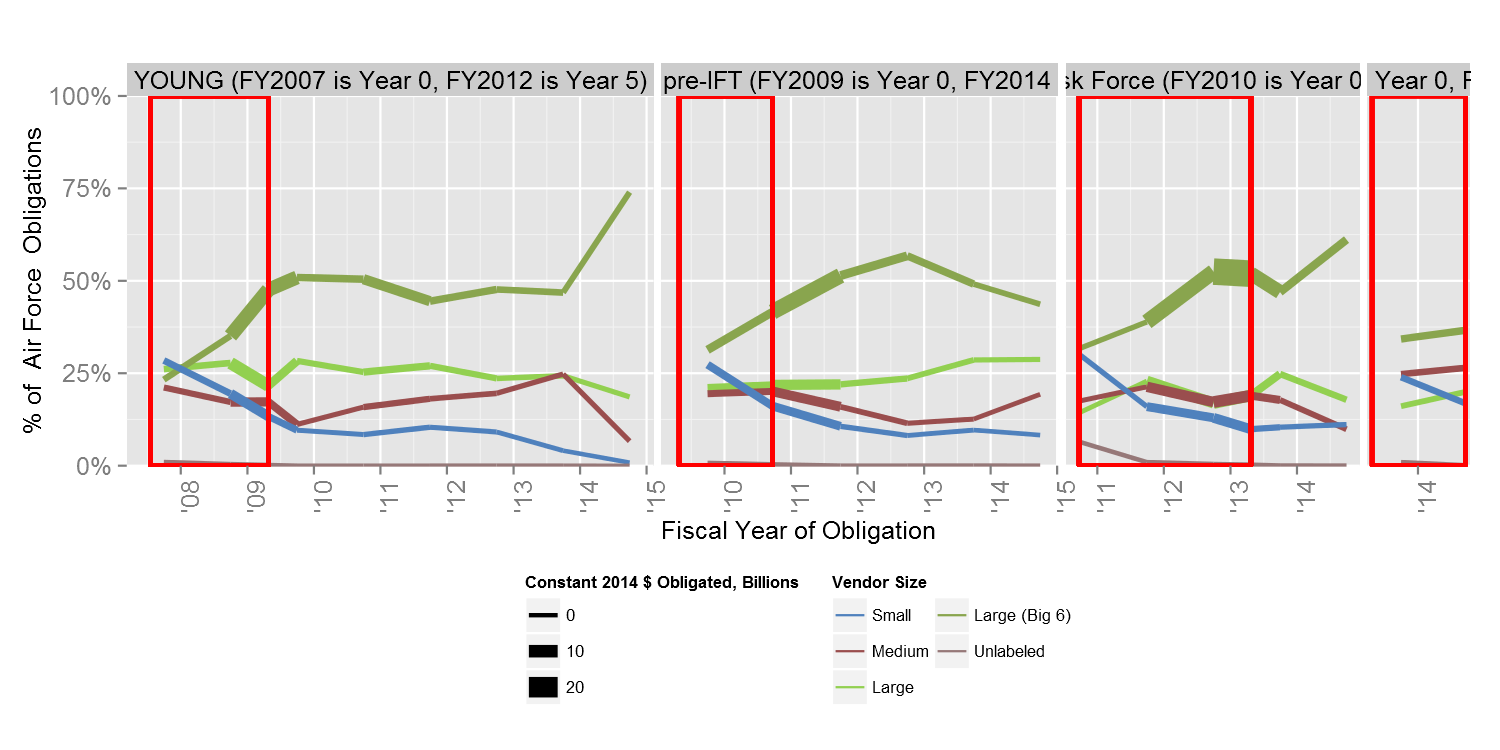 YOUNG (FY2007 is Year 0, FY2012 is Year 5) pre-IFT (FY2009 is Year 0, FY2014 sk Force (FY2010 is Year 0 Year 0, F
100%
75%
50%
25%
0%
% of Air Force Obligations
'08 '09 '10 '11 '12 '13 '14 '15 '10 '11 '12 '13 '14 '15 '11 '12 '13 '14 '14
Fiscal Year of Obligation
Constant 2014 $ Obligated, Billions Vendor Size
0 Small Large (Big 6)
10 Medium Unlabeled
20 Large